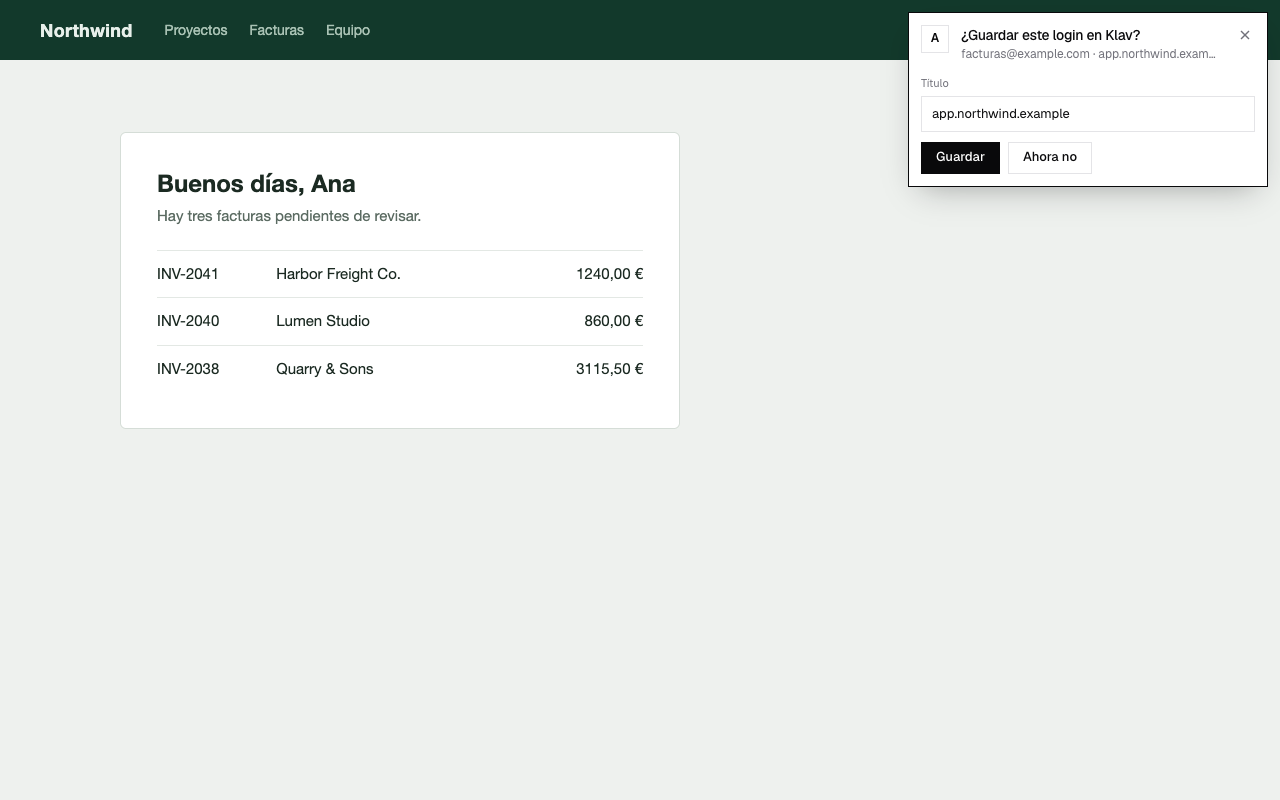 Northwind
Proyectos
Facturas
Equipo
A
¿Guardar este login en Klav?
facturas@example.com · app.northwind.exam...
Título
app.northwind.example
Guardar
Ahora no
Buenos días, Ana
Hay tres facturas pendientes de revisar.
INV-2041 Harbor Freight Co. 1240,00 €
INV-2040 Lumen Studio 860,00 €
INV-2038 Quarry & Sons 3115,50 €